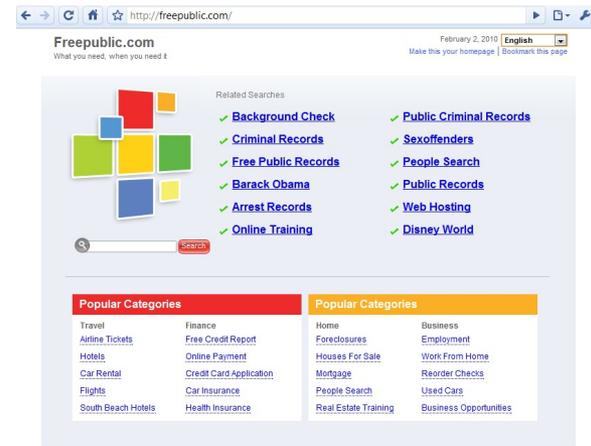 http://freepublic.com/
Freepublic.com
What you need, when you need it
February 2, 2010 English
Make this your homepage | Bookmark this page
Related Searches
Background Check
Public Criminal Records
Criminal Records
Sexoffenders
Free Public Records
People Search
Barack Obama
Public Records
Arrest Records
Web Hosting
Online Training
Disney World
Search
Popular Categories
Travel Finance
Airline Tickets Free Credit Report
Hotels Online Payment
Car Rental Credit Card Application
Flights Car Insurance
South Beach Hotels Health Insurance
Popular Categories
Home Business
Foreclosures Employment
Houses For Sale Work From Home
Mortgage Reorder Checks
People Search Used Cars
Real Estate Training Business Opportunities